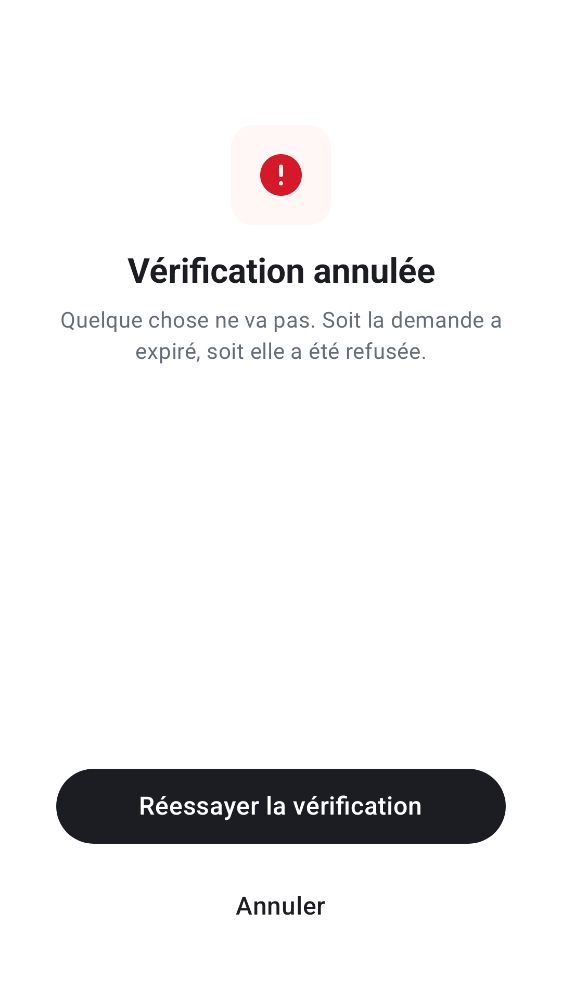 Vérification annulée
Quelque chose ne va pas. Soit la demande a
expiré, soit elle a été refusée.
Réessayer la vérification
Annuler